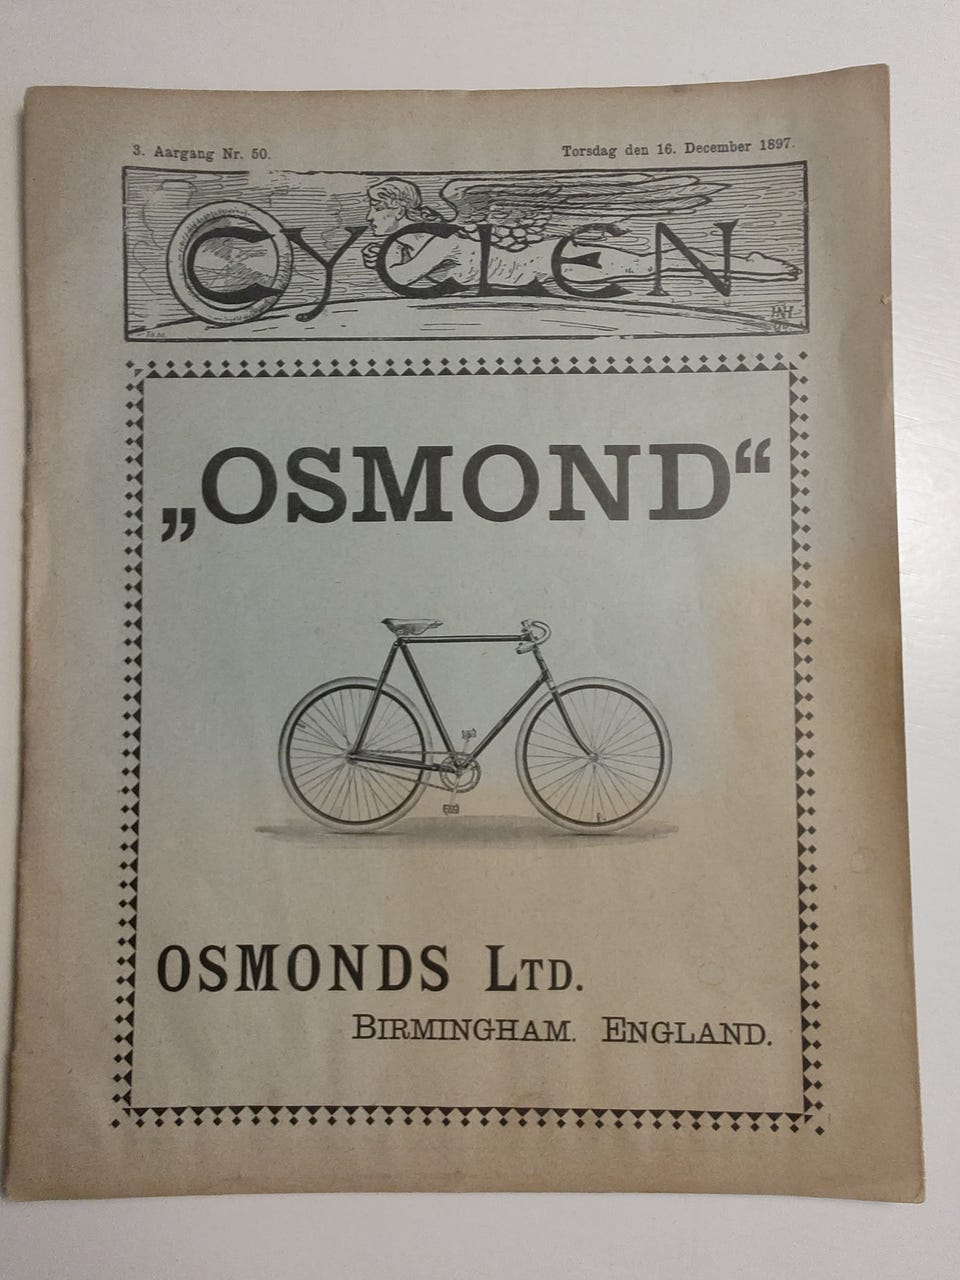 3. Aargang Nr. 50.
Torsdag den 16. December 1897.
CYCLEN
„OSMOND“
OSMONDS LTD.
BIRMINGHAM. ENGLAND.